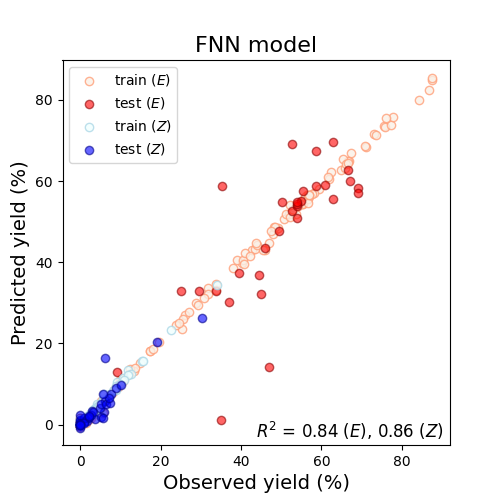 FNN model
train (E)
test (E)
train (Z)
test (Z)
80
60
40
20
0
Predicted yield (%)
R² = 0.84 (E), 0.86 (Z)
0 20 40 60 80
Observed yield (%)